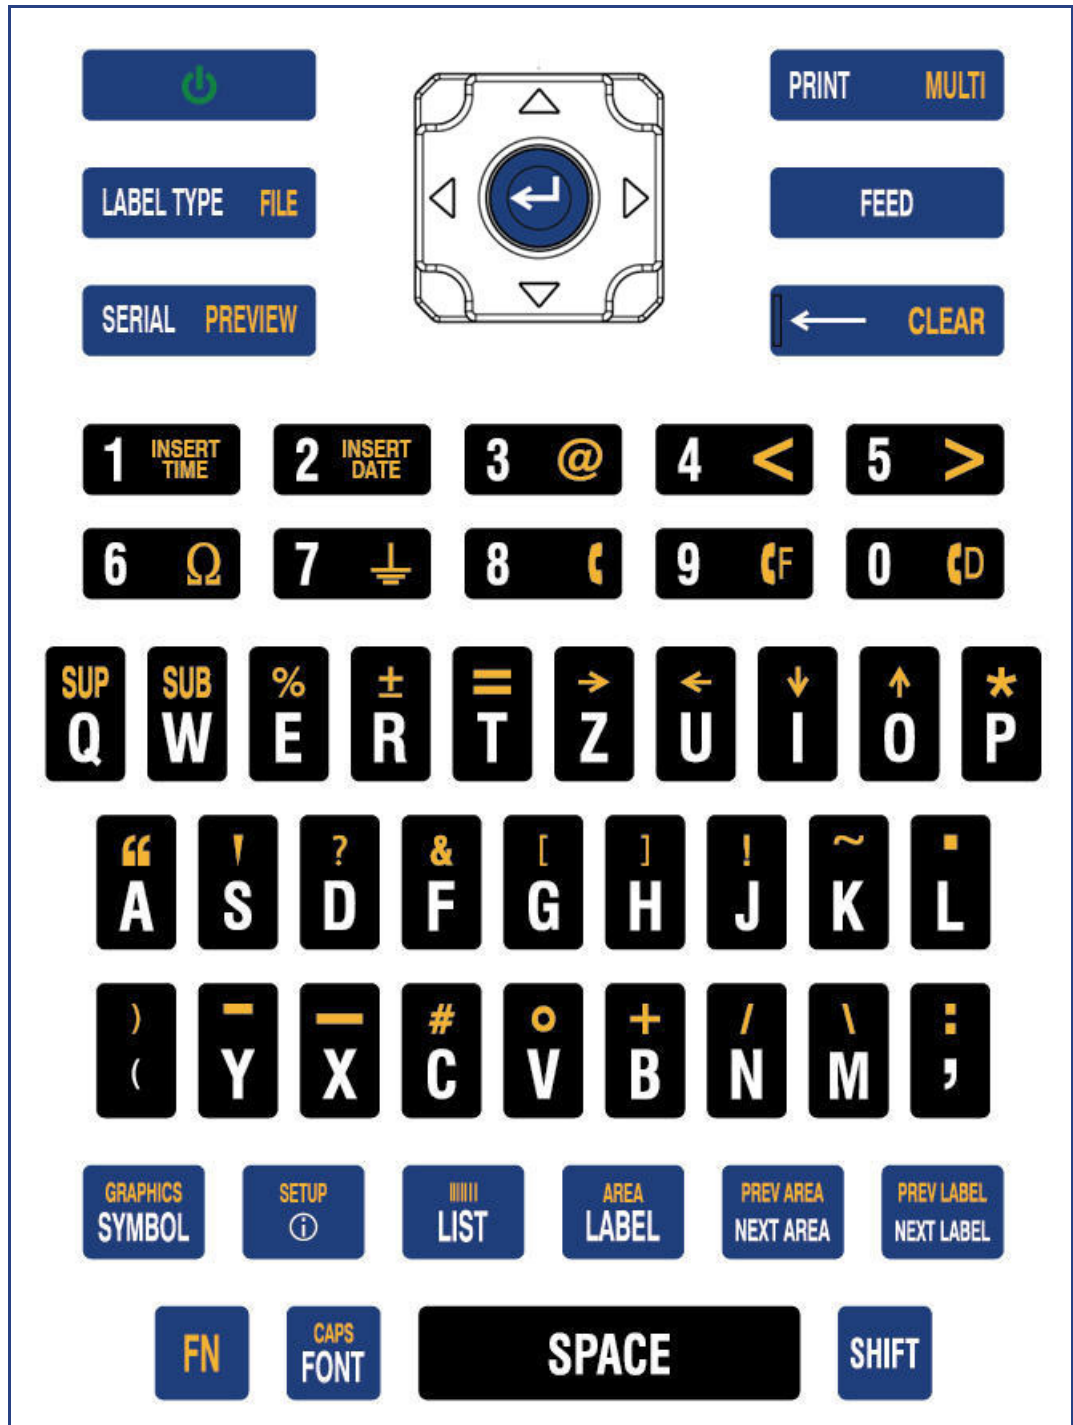 PRINT MULTI
LABEL TYPE FILE
FEED
SERIAL PREVIEW
← CLEAR
1 INSERT TIME 2 INSERT DATE 3 @ 4 < 5 >
6 Ω 7 ⏚ 8 9 F 0 D
SUP SUB % ± = → ← ↓ ↑ *
Q W E R T Z U I O P
“ ' ? & [ ] ! ~ ▪
A S D F G H J K L
) - — # ° + / \ :
( Y X C V B N M ,
GRAPHICS SETUP AREA PREV AREA PREV LABEL
SYMBOL ⓘ LIST LABEL NEXT AREA NEXT LABEL
CAPS
FN FONT SPACE SHIFT